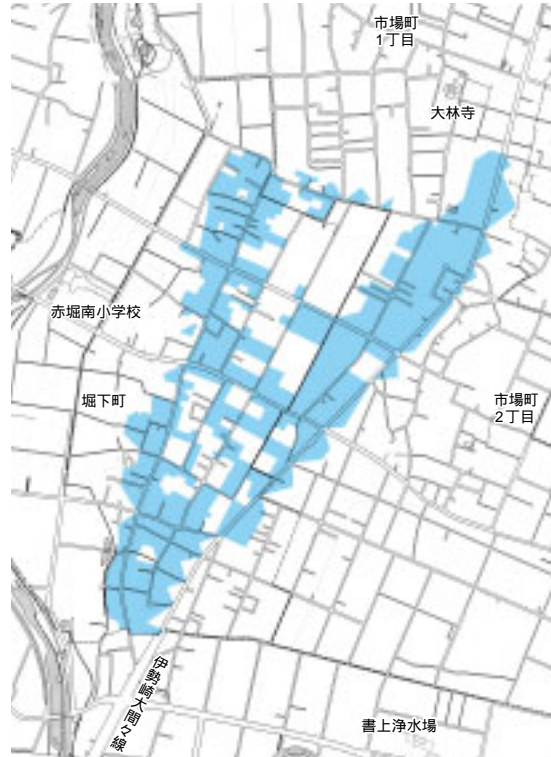 市場町
1丁目
大林寺
赤堀南小学校
堀下町
市場町
2丁目
伊勢崎大間々線
書上浄水場